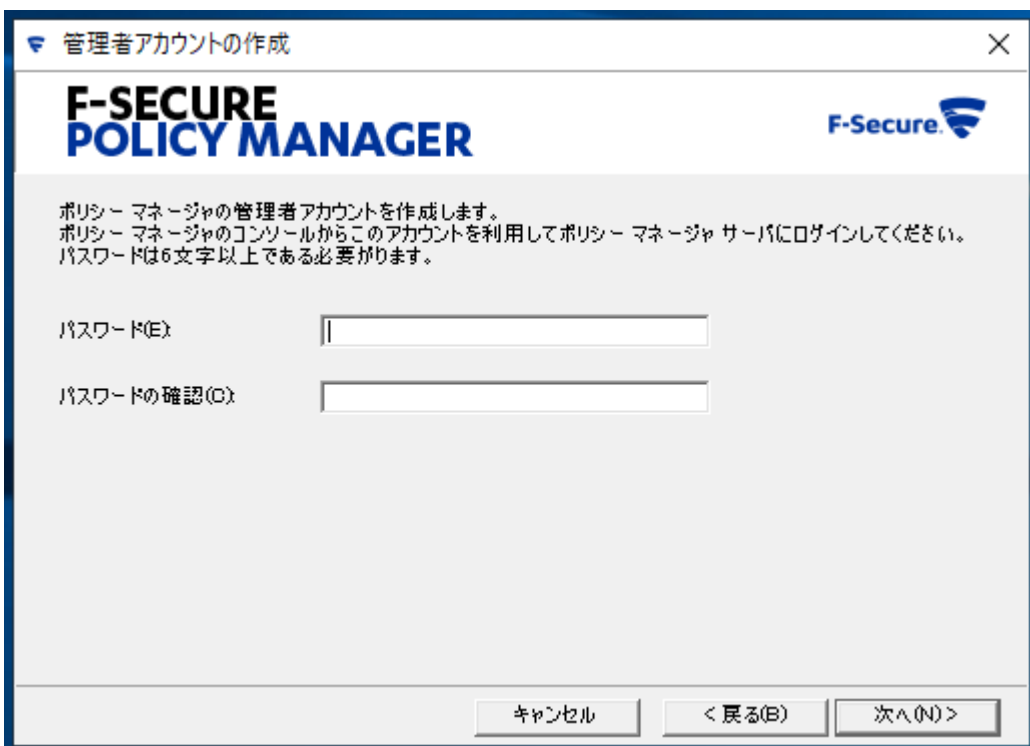 管理者アカウントの作成
F-SECURE
POLICY MANAGER
F-Secure.
ポリシー マネージャの管理者アカウントを作成します。
ポリシー マネージャのコンソールからこのアカウントを利用してポリシー マネージャ サーバにログインしてください。
パスワードは6文字以上である必要がります。
パスワード(E):
パスワードの確認(C):
キャンセル
< 戻る(B)
次へ(N) >